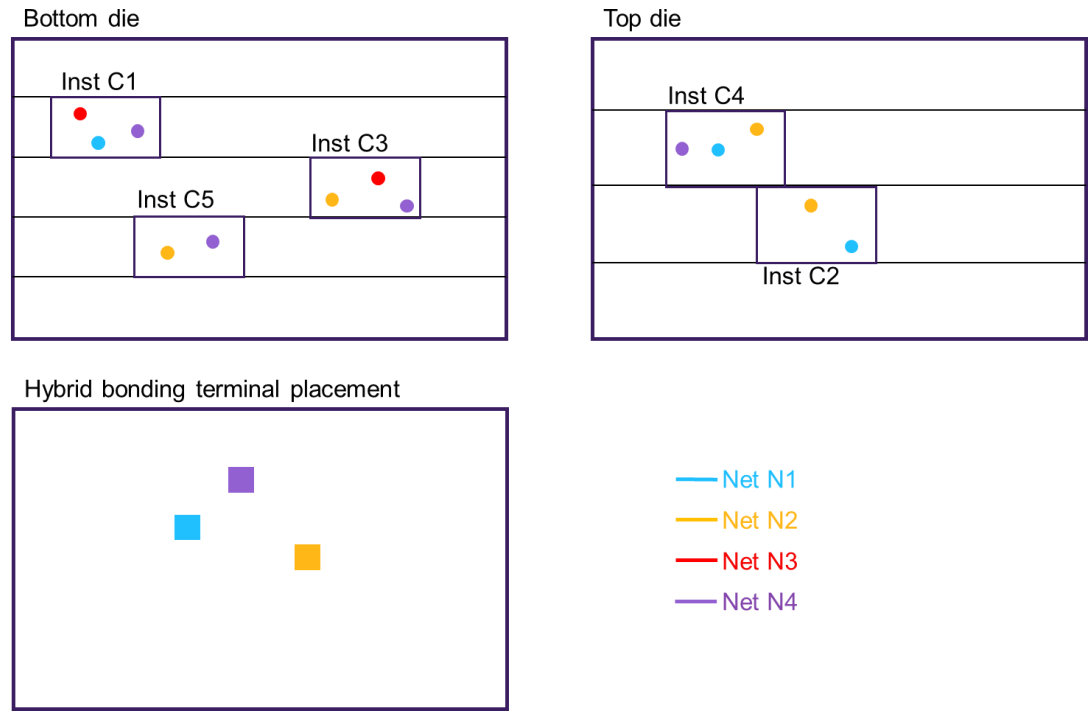 Bottom die
Top die
Inst C1
Inst C3
Inst C5
Inst C4
Inst C2
Hybrid bonding terminal placement
Net N1
Net N2
Net N3
Net N4